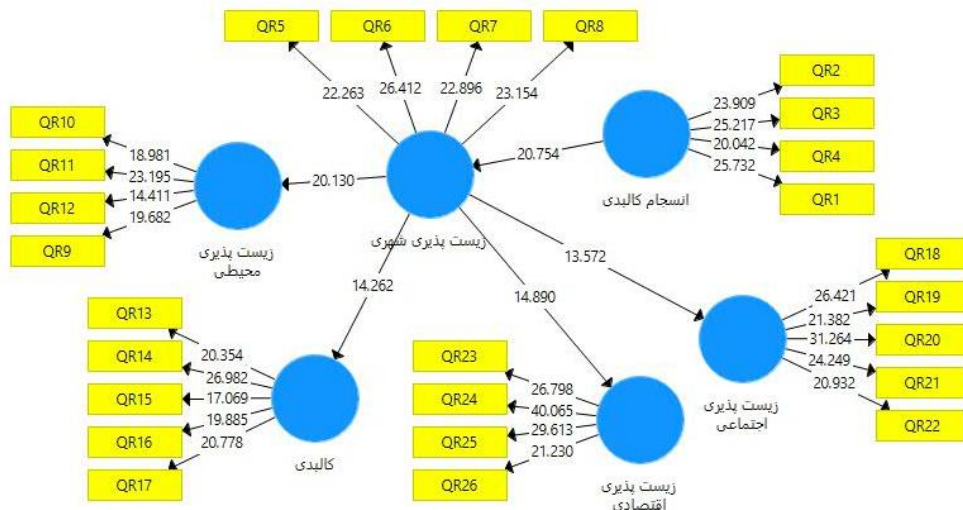 QR5
QR6
QR7
QR8
22.263
26.412
22.896
23.154
QR2
QR3
QR4
QR1
23.909
25.217
20.042
25.732
انسجام کالبدی
20.754
زیست پذیری شهری
20.130
QR10
QR11
QR12
QR9
18.981
23.195
14.411
19.682
زیست پذیری
محیطی
14.262
14.890
13.572
QR13
QR14
QR15
QR16
QR17
20.354
26.982
17.069
19.885
20.778
کالبدی
QR23
QR24
QR25
QR26
26.798
40.065
29.613
21.230
زیست پذیری
اقتصادی
QR18
QR19
QR20
QR21
QR22
26.421
21.382
31.264
24.249
20.932
زیست پذیری
اجتماعی